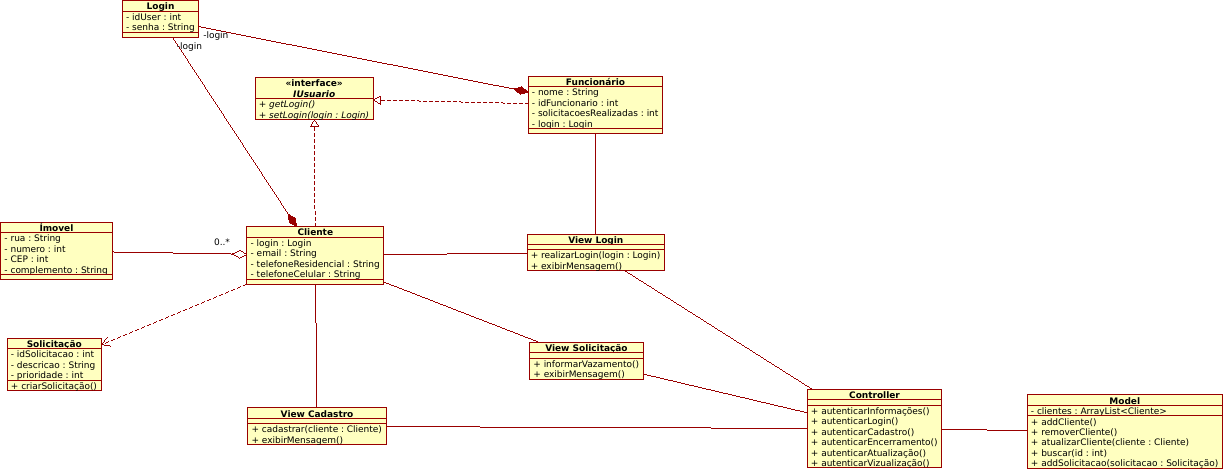 Login
- idUser : int
- senha : String
-login
-login
«interface»
IUsuario
+ getLogin()
+ setLogin(login : Login)
Funcionário
- nome : String
- idFuncionario : int
- solicitacoesRealizadas : int
- login : Login
Ímovel
- rua : String
- numero : int
- CEP : int
- complemento : String
0..*
Cliente
- login : Login
- email : String
- telefoneResidencial : String
- telefoneCelular : String
View Login
+ realizarLogin(login : Login)
+ exibirMensagem()
Solicitação
- idSolicitacao : int
- descricao : String
- prioridade : int
+ criarSolicitação()
View Solicitação
+ informarVazamento()
+ exibirMensagem()
View Cadastro
+ cadastrar(cliente : Cliente)
+ exibirMensagem()
Controller
+ autenticarInformações()
+ autenticarLogin()
+ autenticarCadastro()
+ autenticarEncerramento()
+ autenticarAtualização()
+ autenticarVizualização()
Model
- clientes : ArrayList<Cliente>
+ addCliente()
+ removerCliente()
+ atualizarCliente(cliente : Cliente)
+ buscar(id : int)
+ addSolicitacao(solicitacao : Solicitação)